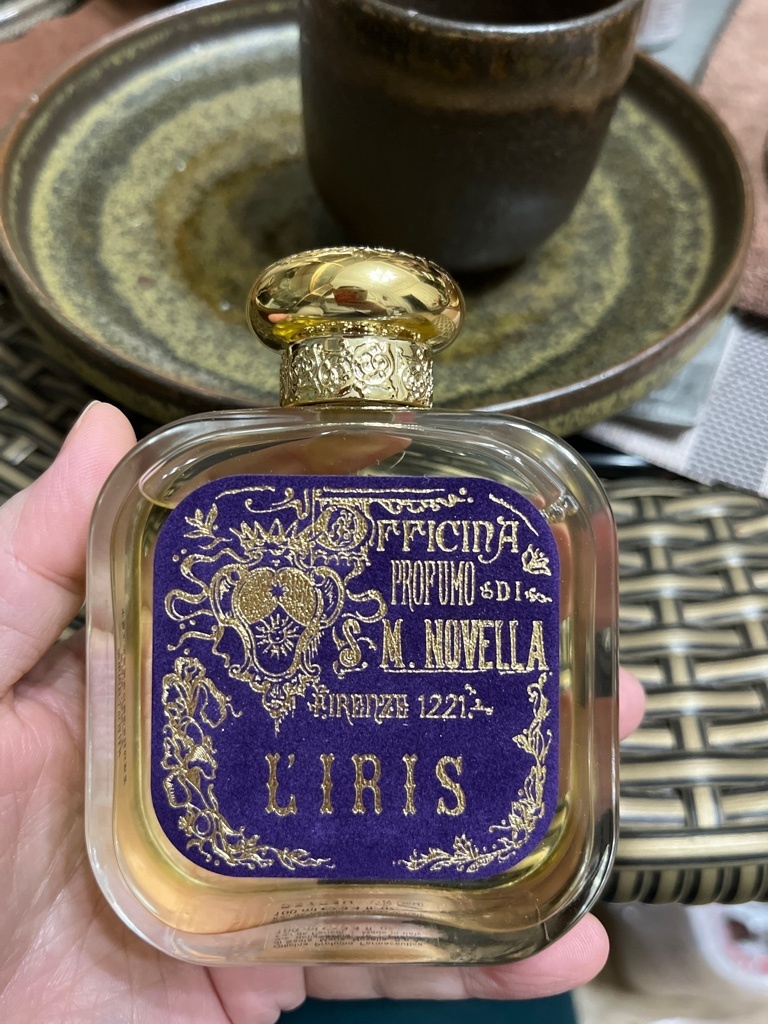 OFFICINA
PROFUMO DI
S. M. NOVELLA
FIRENZE 1221.
L'IRIS